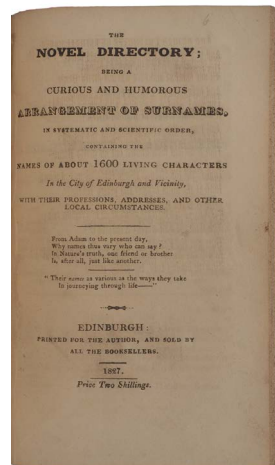 THE
NOVEL DIRECTORY;
BEING A
CURIOUS AND HUMOROUS
ARRANGEMENT OF SURNAMES,
IN SYSTEMATIC AND SCIENTIFIC ORDER,
CONTAINING THE
NAMES OF ABOUT 1600 LIVING CHARACTERS
In the City of Edinburgh and Vicinity,
WITH THEIR PROFESSIONS, ADDRESSES, AND OTHER
LOCAL CIRCUMSTANCES.
From Adam to the present day,
Why names thus vary who can say?
In Nature's truth, one friend or brother
Is, after all, just like another.
"Their names as various as the ways they take
In journeying through life——"
EDINBURGH:
PRINTED FOR THE AUTHOR, AND SOLD BY
ALL THE BOOKSELLERS.
1827.
Price Two Shillings.